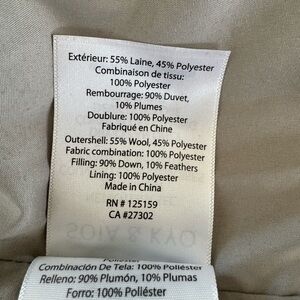 Extérieur: 55% Laine, 45% Polyester
Combinaison de tissu:
100% Polyester
Rembourrage: 90% Duvet,
10% Plumes
Doublure: 100% Polyester
Fabriqué en Chine
Outershell: 55% Wool, 45% Polyester
Fabric combination: 100% Polyester
Filling: 90% Down, 10% Feathers
Lining: 100% Polyester
Made in China
RN # 125159
CA #27302
Combinación De Tela: 100% Poliéster
Relleno: 90% Plumón, 10% Plumas
Forro: 100% Poliéster